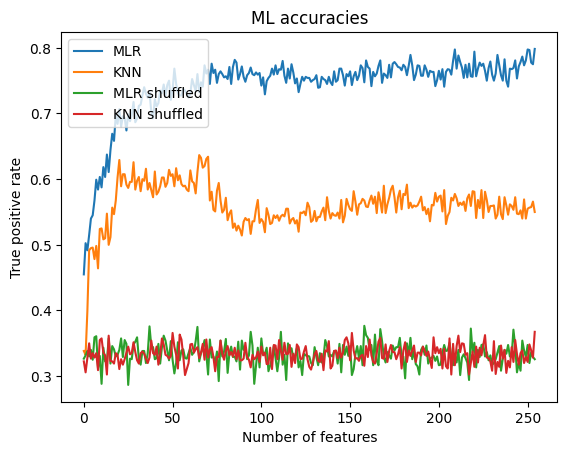 ML accuracies
MLR
KNN
MLR shuffled
KNN shuffled
True positive rate
0.8
0.7
0.6
0.5
0.4
0.3
0
50
100
150
200
250
Number of features